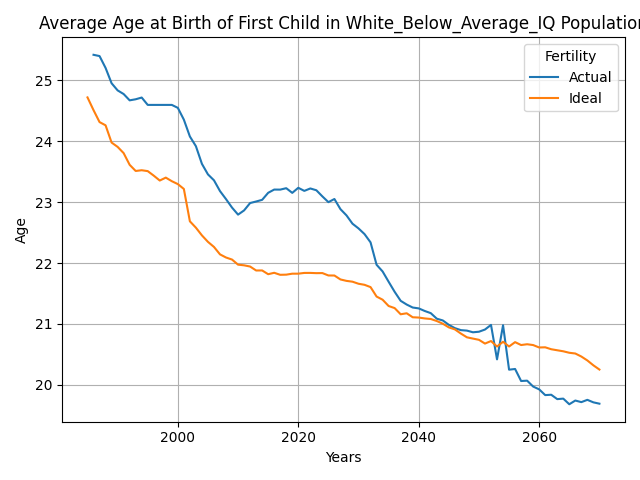 Average Age at Birth of First Child in White_Below_Average_IQ Population
Fertility
Actual
Ideal
Age
25
24
23
22
21
20
2000
2020
2040
2060
Years